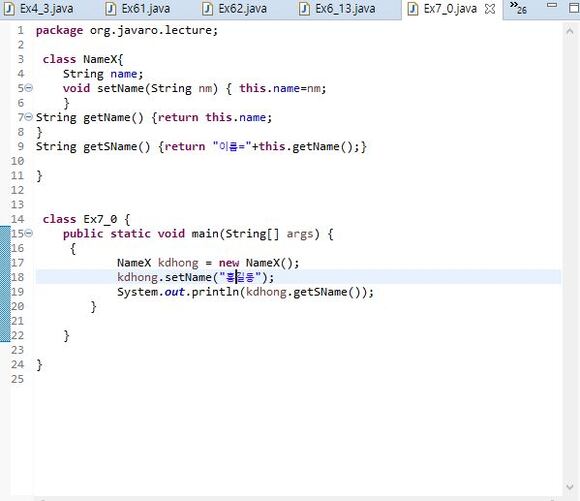 Ex4_3.java Ex61.java Ex62.java Ex6_13.java Ex7_0.java »26
1 package org.javaro.lecture;
2
3 class NameX{
4 String name;
5 void setName(String nm) { this.name=nm;
6 }
7 String getName() {return this.name;
8 }
9 String getSName() {return "이름="+this.getName();}
10
11 }
12
13
14 class Ex7_0 {
15 public static void main(String[] args) {
16 {
17 NameX kdhong = new NameX();
18 kdhong.setName("홍길동");
19 System.out.println(kdhong.getSName());
20 }
21
22 }
23
24 }
25